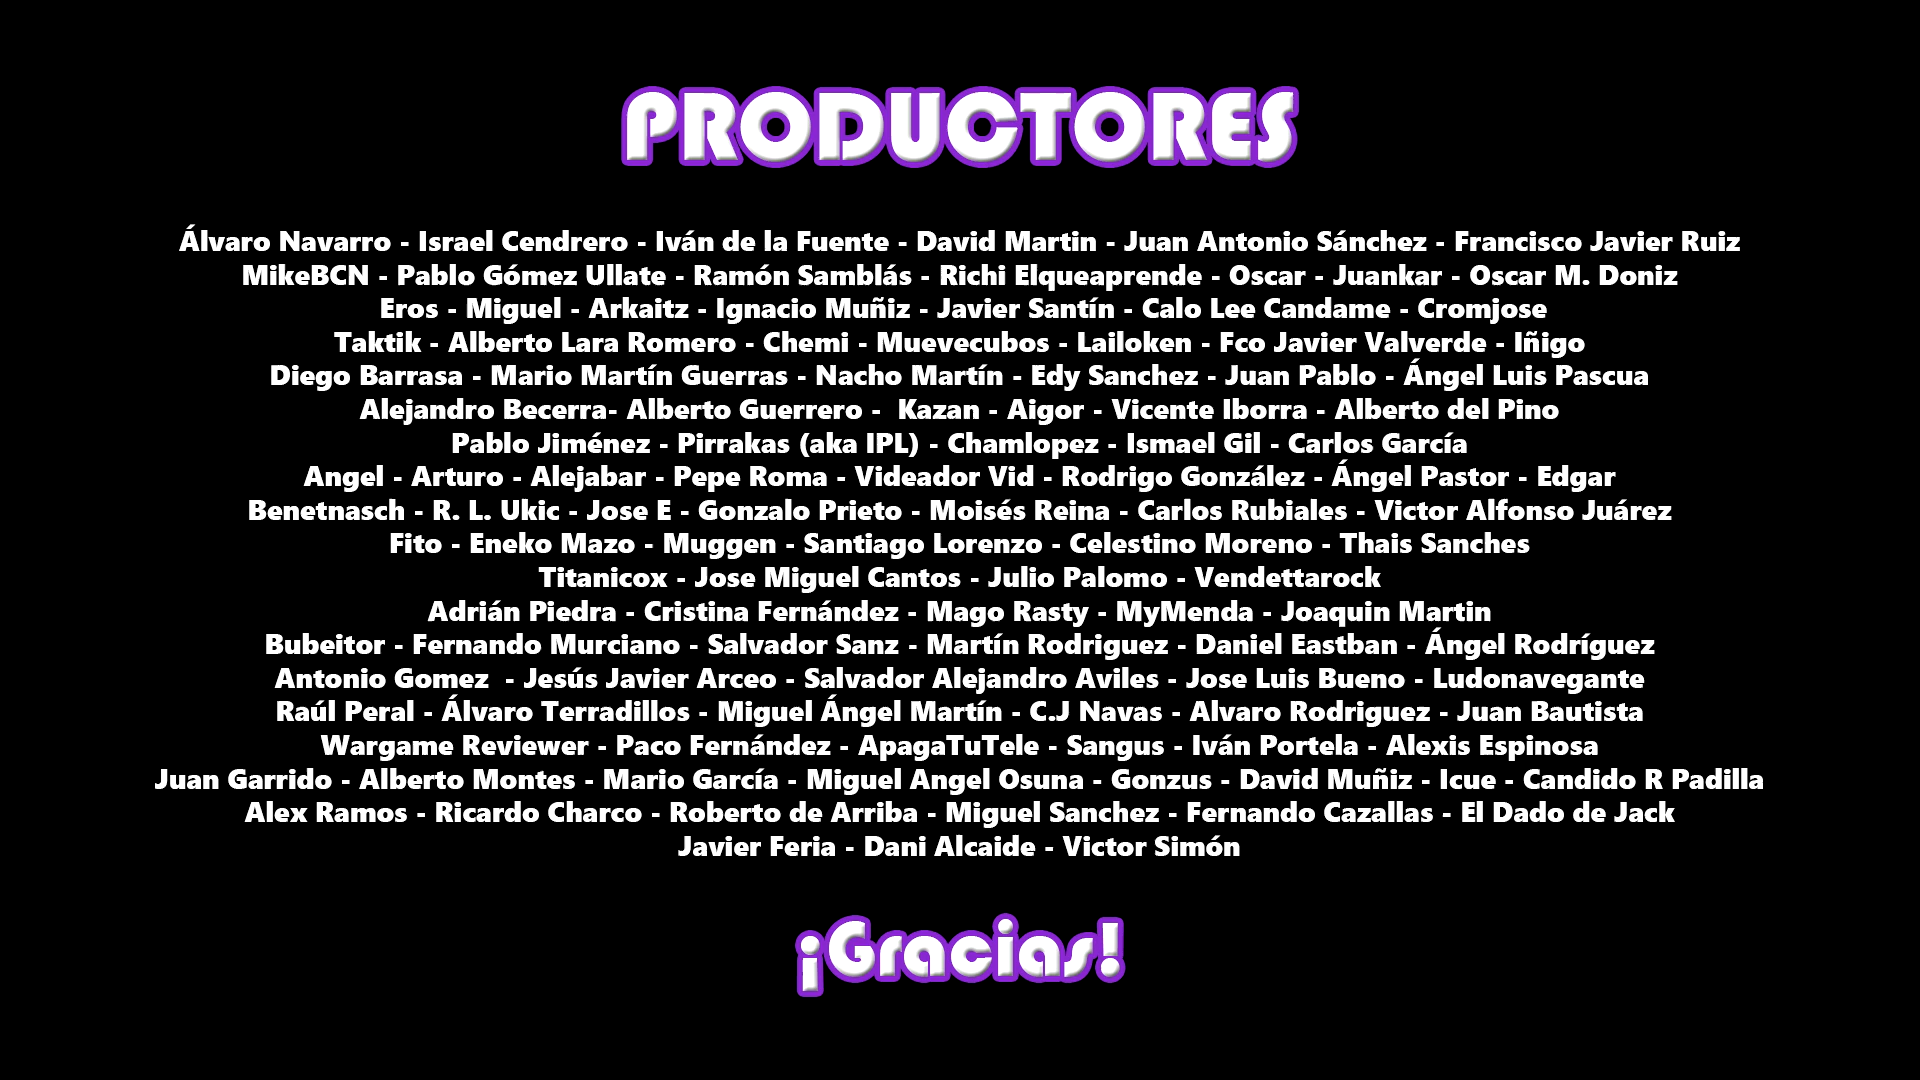 PRODUCTORES
Álvaro Navarro - Israel Cendrero - Iván de la Fuente - David Martin - Juan Antonio Sánchez - Francisco Javier Ruiz
MikeBCN - Pablo Gómez Ullate - Ramón Samblás - Richi Elqueaprende - Oscar - Juankar - Oscar M. Doniz
Eros - Miguel - Arkaitz - Ignacio Muñiz - Javier Santín - Calo Lee Candame - Cromjose
Taktik - Alberto Lara Romero - Chemi - Muevecubos - Lailoken - Fco Javier Valverde - Iñigo
Diego Barrasa - Mario Martín Guerras - Nacho Martín - Edy Sanchez - Juan Pablo - Ángel Luis Pascua
Alejandro Becerra- Alberto Guerrero -  Kazan - Aigor - Vicente Iborra - Alberto del Pino
Pablo Jiménez - Pirrakas (aka IPL) - Chamlopez - Ismael Gil - Carlos García
Angel - Arturo - Alejabar - Pepe Roma - Videador Vid - Rodrigo González - Ángel Pastor - Edgar
Benetnasch - R. L. Ukic - Jose E - Gonzalo Prieto - Moisés Reina - Carlos Rubiales - Victor Alfonso Juárez
Fito - Eneko Mazo - Muggen - Santiago Lorenzo - Celestino Moreno - Thais Sanches
Titanicox - Jose Miguel Cantos - Julio Palomo - Vendettarock
Adrián Piedra - Cristina Fernández - Mago Rasty - MyMenda - Joaquin Martin
Bubeitor - Fernando Murciano - Salvador Sanz - Martín Rodriguez - Daniel Eastban - Ángel Rodríguez
Antonio Gomez  - Jesús Javier Arceo - Salvador Alejandro Aviles - Jose Luis Bueno - Ludonavegante
Raúl Peral - Álvaro Terradillos - Miguel Ángel Martín - C.J Navas - Alvaro Rodriguez - Juan Bautista
Wargame Reviewer - Paco Fernández - ApagaTuTele - Sangus - Iván Portela - Alexis Espinosa
Juan Garrido - Alberto Montes - Mario García - Miguel Angel Osuna - Gonzus - David Muñiz - Icue - Candido R Padilla
Alex Ramos - Ricardo Charco - Roberto de Arriba - Miguel Sanchez - Fernando Cazallas - El Dado de Jack
Javier Feria - Dani Alcaide - Victor Simón
¡Gracias!